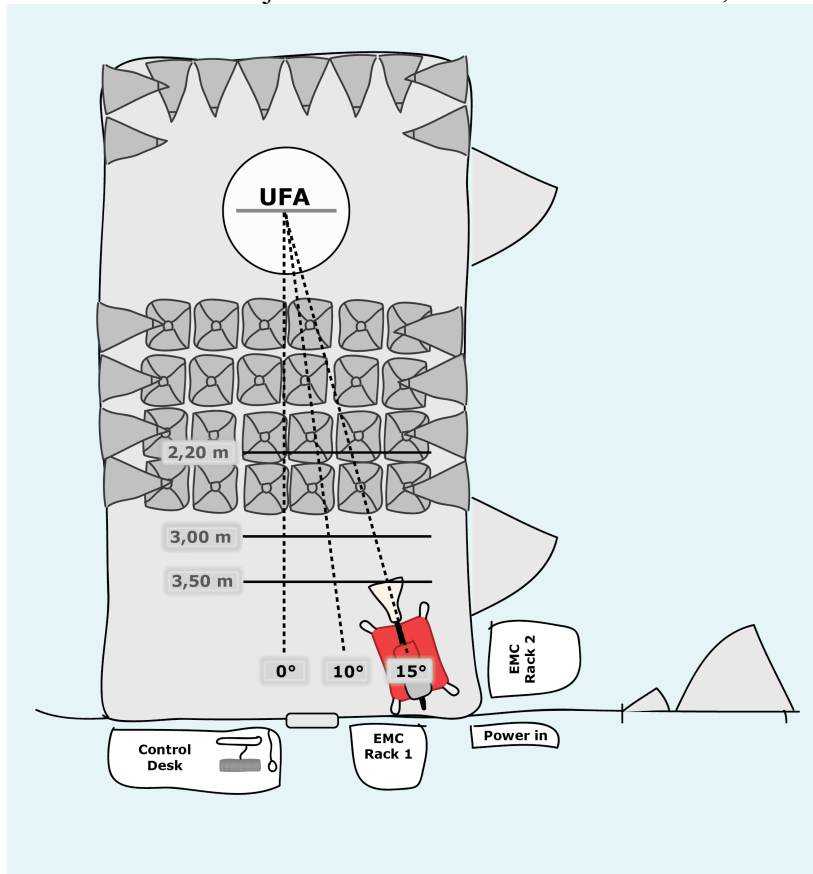 UFA
2,20 m
3,00 m
3,50 m
0°
10°
15°
EMC
Rack 2
Control
Desk
EMC
Rack 1
Power in